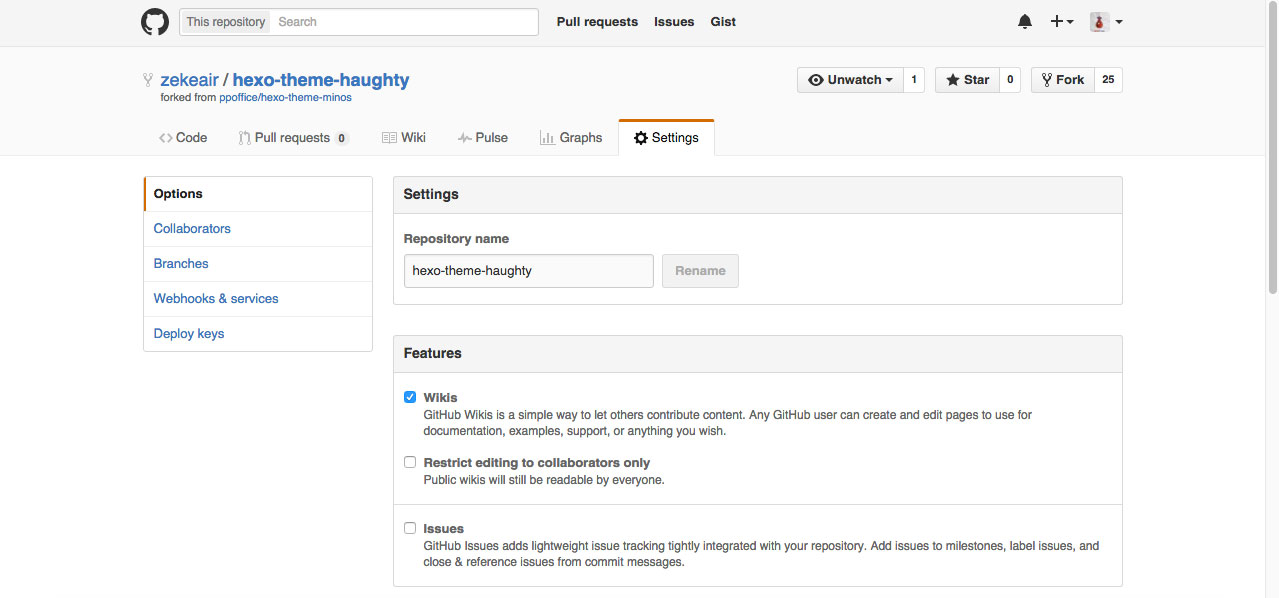 This repository Search Pull requests Issues Gist
zekeair / hexo-theme-haughty Unwatch 1 Star 0 Fork 25
forked from ppoffice/hexo-theme-minos
Code Pull requests 0 Wiki Pulse Graphs Settings
Options
Collaborators
Branches
Webhooks & services
Deploy keys
Settings
Repository name
hexo-theme-haughty Rename
Features
Wikis
GitHub Wikis is a simple way to let others contribute content. Any GitHub user can create and edit pages to use for
documentation, examples, support, or anything you wish.
Restrict editing to collaborators only
Public wikis will still be readable by everyone.
Issues
GitHub Issues adds lightweight issue tracking tightly integrated with your repository. Add issues to milestones, label issues, and
close & reference issues from commit messages.